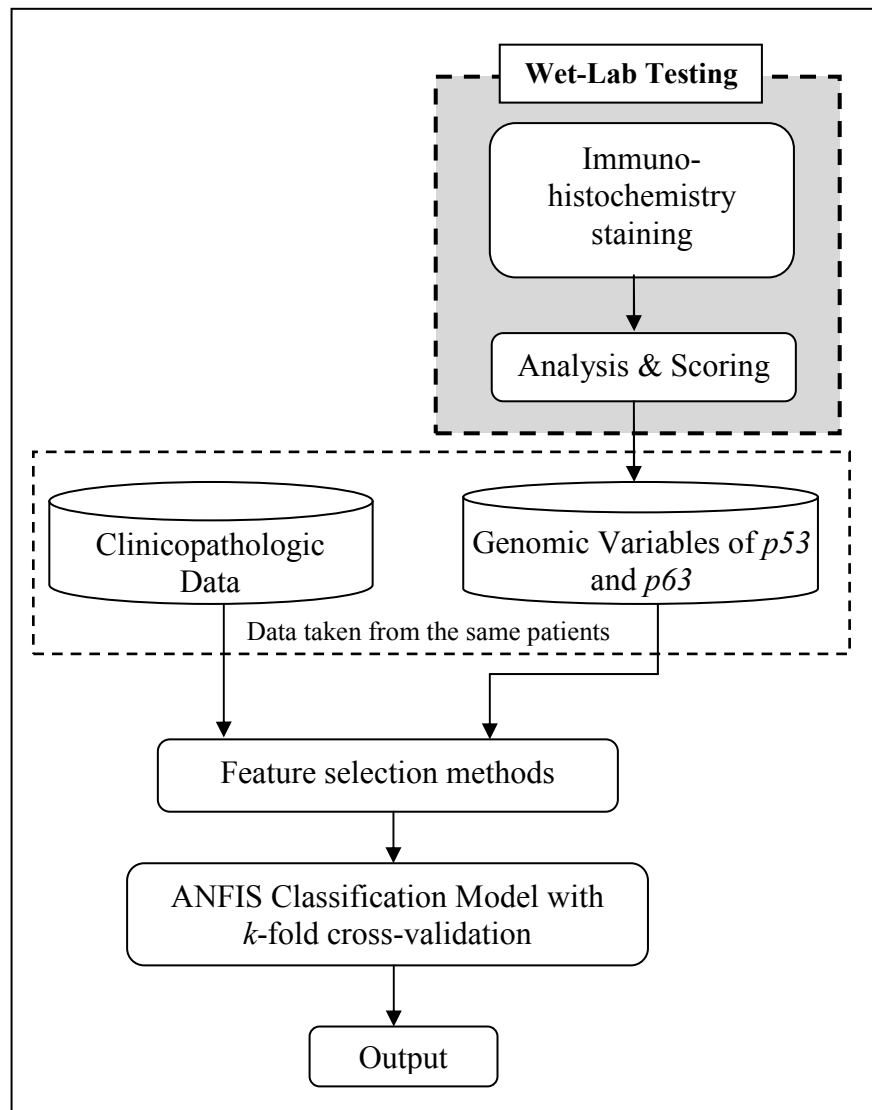 Wet-Lab Testing
Immuno-
histochemistry
staining
Analysis & Scoring
Clinicopathologic
Data
Genomic Variables of p53
and p63
Data taken from the same patients
Feature selection methods
ANFIS Classification Model with
k-fold cross-validation
Output